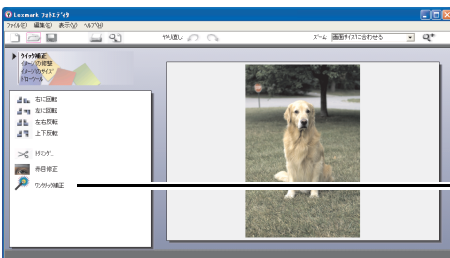 Lexmark フォトエディタ
ファイル(F) 編集(E) 表示(V) ヘルプ(H)
やり直し ズーム 画面サイズに合わせる
クイック補正
イメージの修整
イメージのサイズ
ドローツール
右に回転
左に回転
左右反転
上下反転
トリミング...
赤目修正
ワンクリック補正